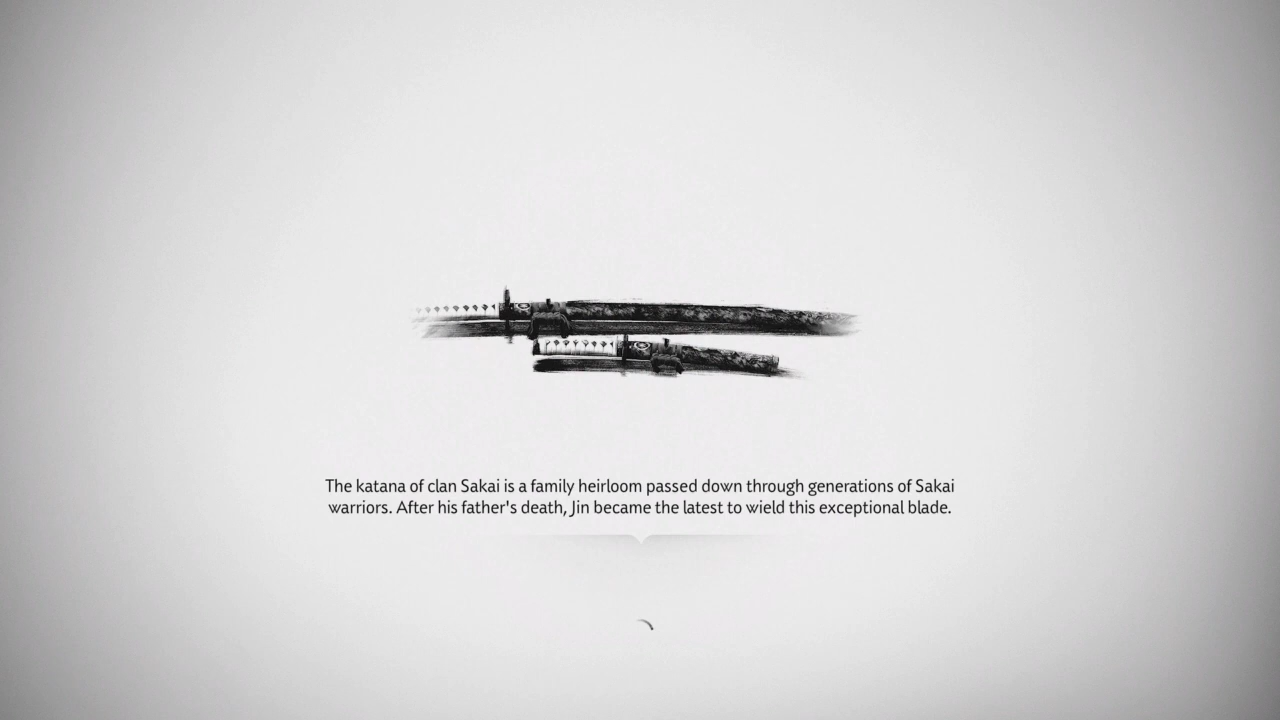 The katana of clan Sakai is a family heirloom passed down through generations of Sakai
warriors. After his father's death, Jin became the latest to wield this exceptional blade.